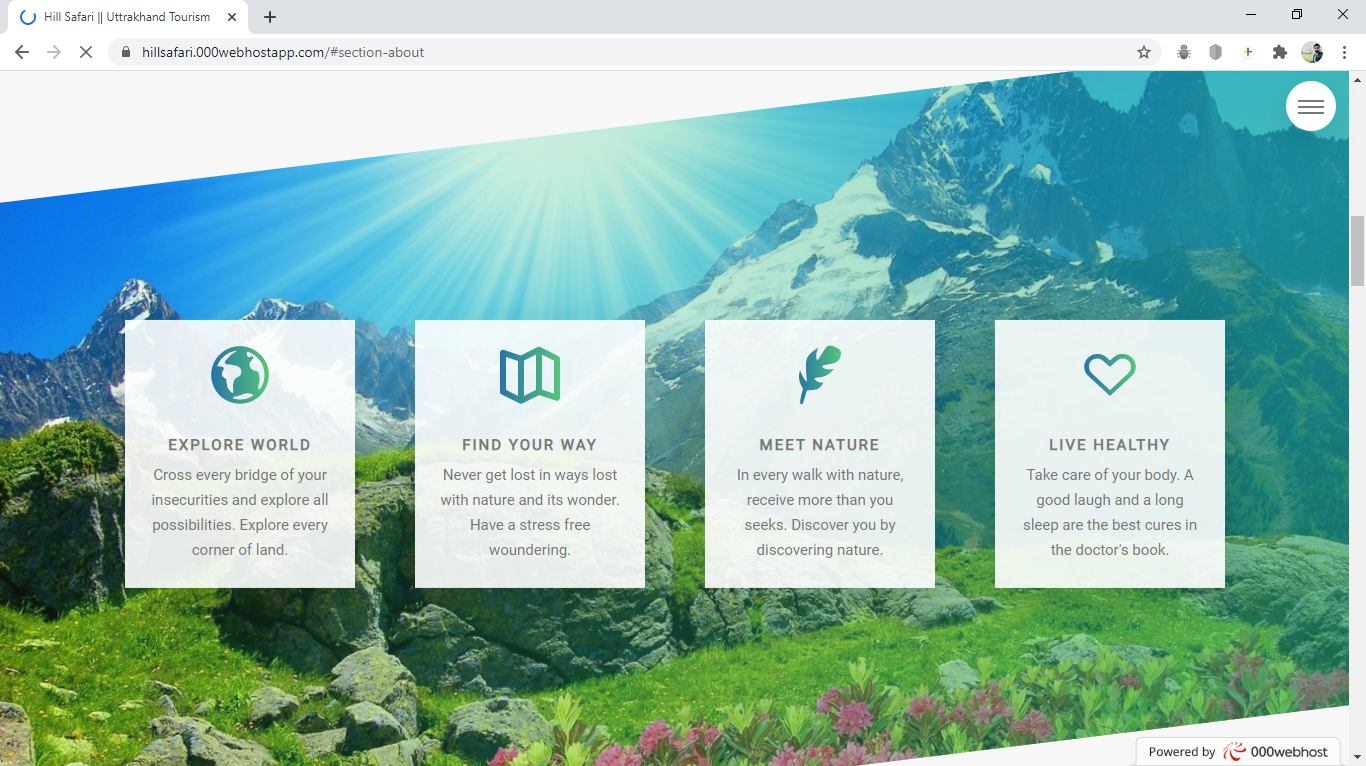 Hill Safari || Uttrakhand Tourism
hillsafari.000webhostapp.com/#section-about
EXPLORE WORLD
Cross every bridge of your
insecurities and explore all
possibilities. Explore every
corner of land.
FIND YOUR WAY
Never get lost in ways lost
with nature and its wonder.
Have a stress free
woundering.
MEET NATURE
In every walk with nature,
receive more than you
seeks. Discover you by
discovering nature.
LIVE HEALTHY
Take care of your body. A
good laugh and a long
sleep are the best cures in
the doctor's book.
Powered by 000webhost